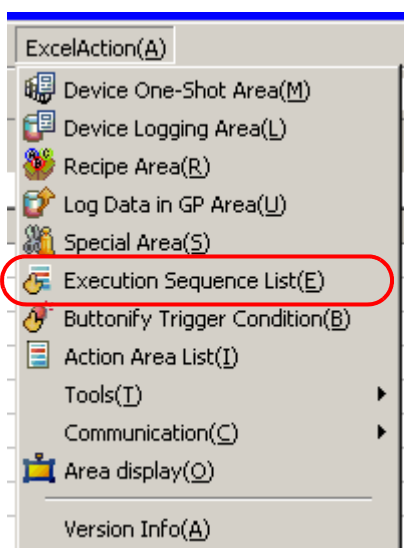 ExcelAction(A)
Device One-Shot Area(M)
Device Logging Area(L)
Recipe Area(R)
Log Data in GP Area(U)
Special Area(S)
Execution Sequence List(E)
Buttonify Trigger Condition(B)
Action Area List(I)
Tools(T)
Communication(C)
Area display(O)
Version Info(A)